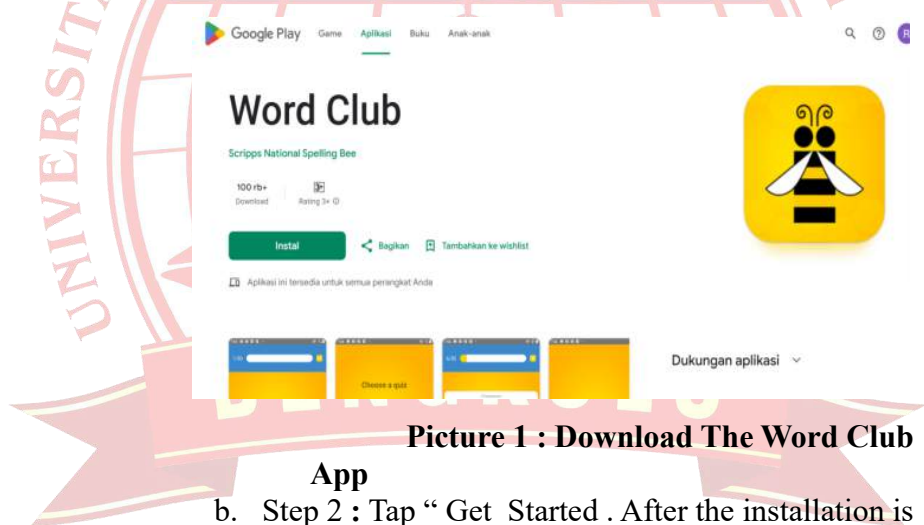 UNIVERSITA
Google Play Game Aplikasi Buku Anak-anak
Word Club
Scripps National Spelling Bee
100 rb+
Download Rating 3+
Instal Bagikan Tambahkan ke wishlist
Aplikasi ini tersedia untuk semua perangkat Anda
Choose a quiz
Dukungan aplikasi
Picture 1 : Download The Word Club
App
b. Step 2 : Tap “ Get Started . After the installation is